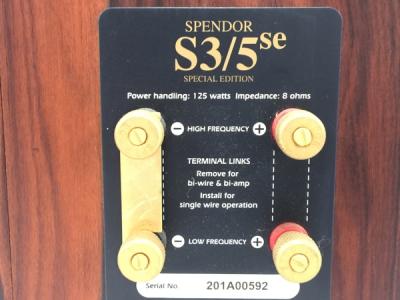 SPENDOR
S3/5se
SPECIAL EDITION
Power handling: 125 watts Impedance: 8 ohms
− HIGH FREQUENCY +
TERMINAL LINKS
Remove for
bi-wire & bi-amp
Install for
single wire operation
− LOW FREQUENCY +
Serial No. 201A00592